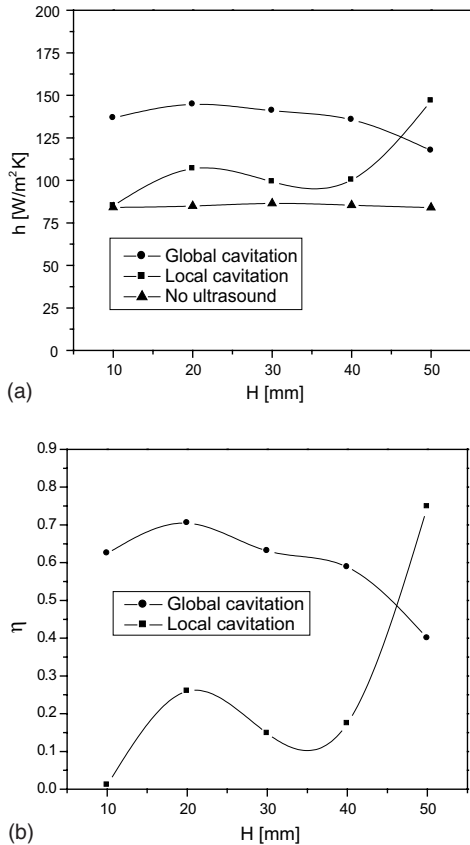 200
175
150
125
100
75
50
25
0
h [W/m²K]
Global cavitation
Local cavitation
No ultrasound
10 20 30 40 50
H [mm]
(a)
0.9
0.8
0.7
0.6
0.5
0.4
0.3
0.2
0.1
0.0
η
Global cavitation
Local cavitation
10 20 30 40 50
H [mm]
(b)